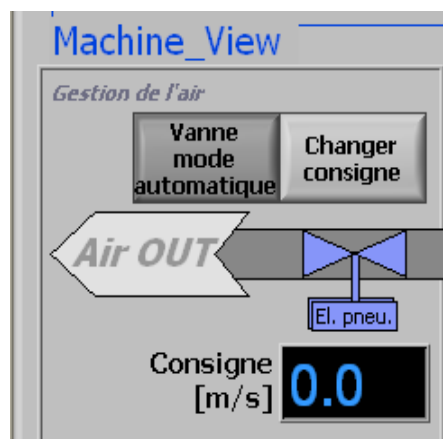 Machine_View
Gestion de l'air
Vanne
mode
automatique
Changer
consigne
Air OUT
El. pneu.
Consigne
[m/s]
0.0